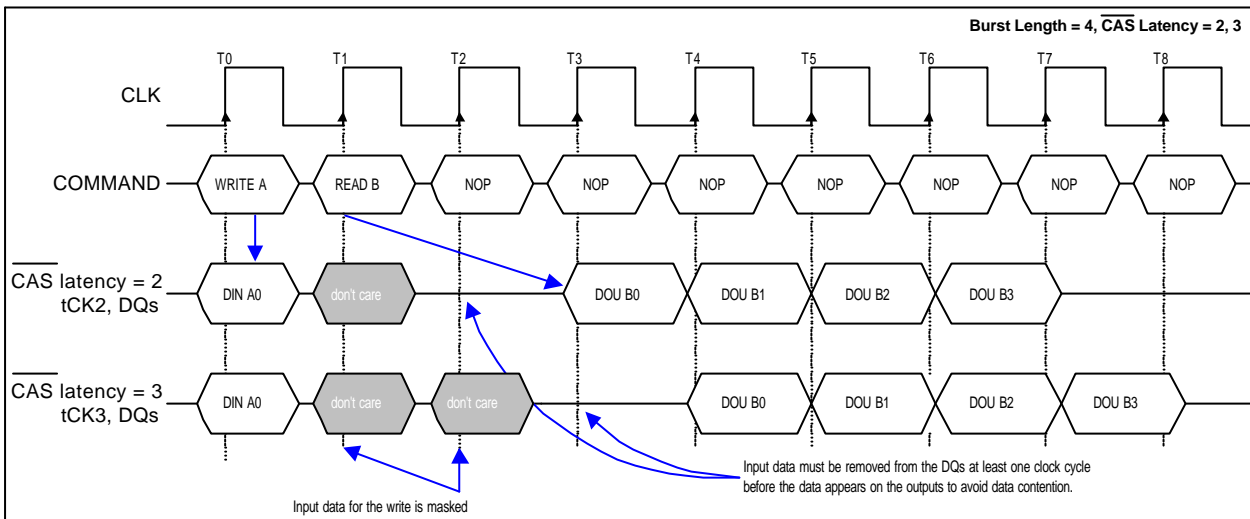 Burst Length = 4, CAS Latency = 2, 3
T0 T1 T2 T3 T4 T5 T6 T7 T8
CLK
COMMAND
WRITE A READ B NOP NOP NOP NOP NOP NOP NOP
CAS latency = 2
tCK2, DQs
DIN A0 don't care DOU B0 DOU B1 DOU B2 DOU B3
CAS latency = 3
tCK3, DQs
DIN A0 don't care don't care DOU B0 DOU B1 DOU B2 DOU B3
Input data must be removed from the DQs at least one clock cycle
before the data appears on the outputs to avoid data contention.
Input data for the write is masked